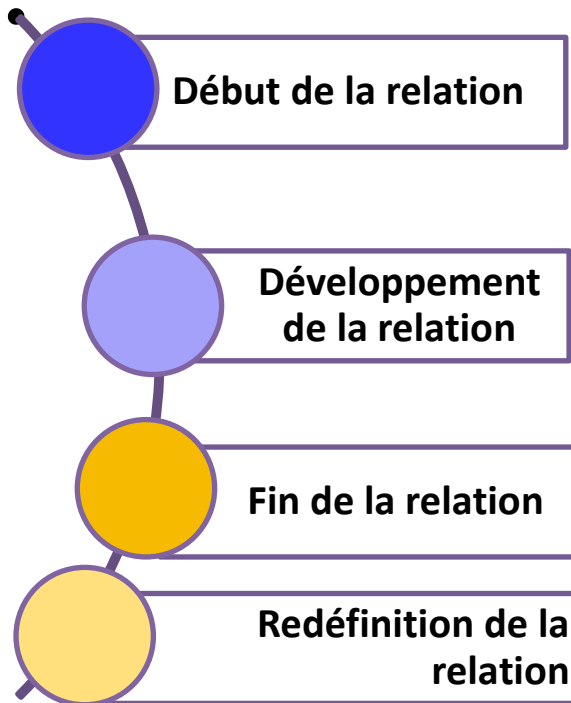 Début de la relation
Développement
de la relation
Fin de la relation
Redéfinition de la
relation